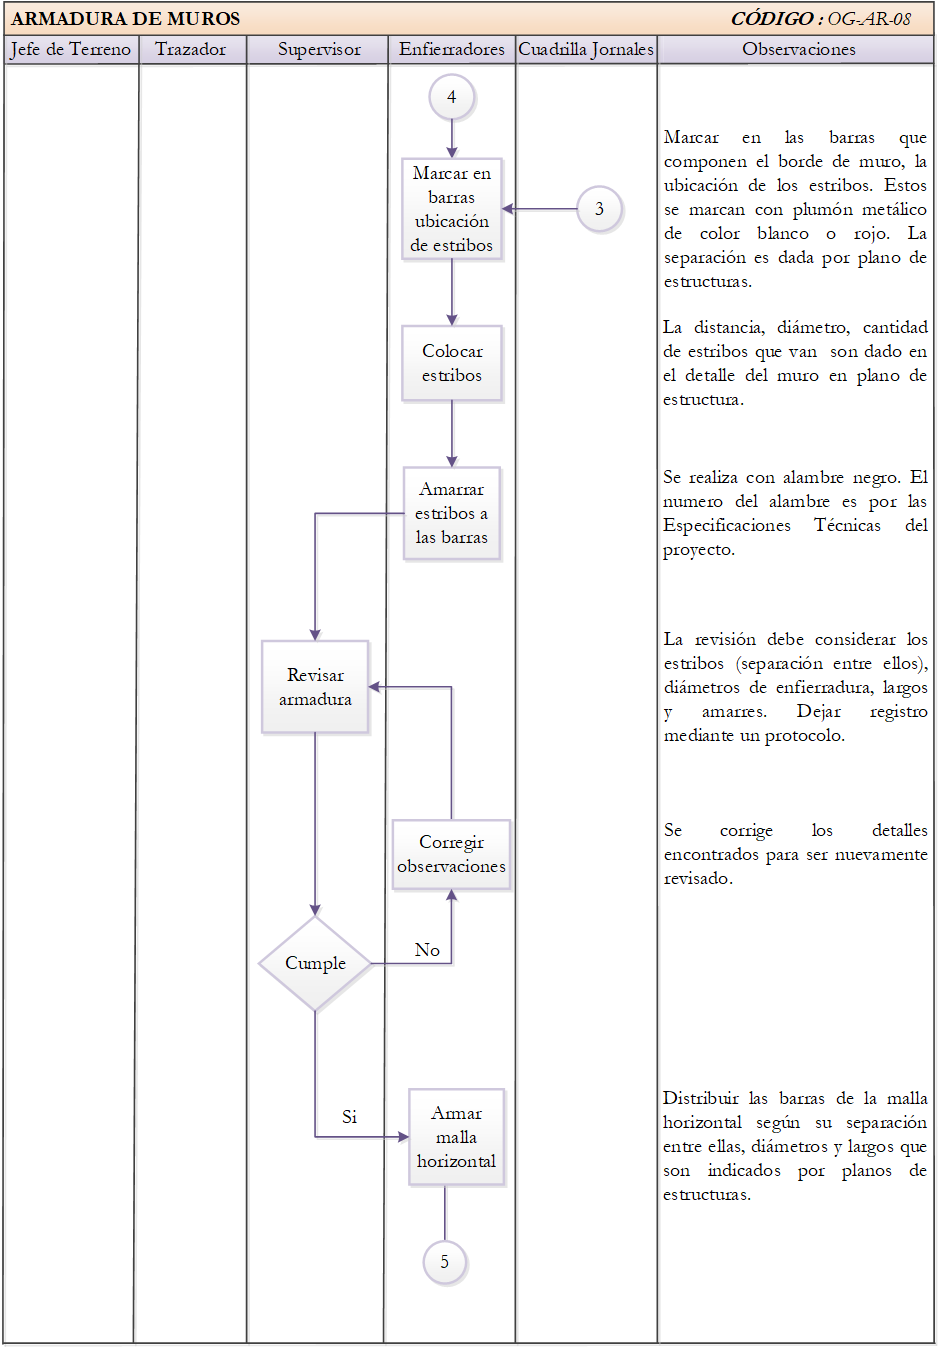 ARMADURA DE MUROS
CÓDIGO : OG-AR-08
Jefe de Terreno
Trazador
Supervisor
Enfierradores
Cuadrilla Jornales
Observaciones
4
Marcar en
barras
ubicación
de estribos
3
Marcar en las barras que
componen el borde de muro, la
ubicación de los estribos. Estos
se marcan con plumón metálico
de color blanco o rojo. La
separación es dada por plano de
estructuras.
Colocar
estribos
La distancia, diámetro, cantidad
de estribos que van son dado en
el detalle del muro en plano de
estructura.
Amarrar
estribos a
las barras
Se realiza con alambre negro. El
numero del alambre es por las
Especificaciones Técnicas del
proyecto.
Revisar
armadura
La revisión debe considerar los
estribos (separación entre ellos),
diámetros de enfierradura, largos
y amarres. Dejar registro
mediante un protocolo.
Corregir
observaciones
Se corrige los detalles
encontrados para ser nuevamente
revisado.
Cumple
No
Si
Armar
malla
horizontal
Distribuir las barras de la malla
horizontal según su separación
entre ellas, diámetros y largos que
son indicados por planos de
estructuras.
5